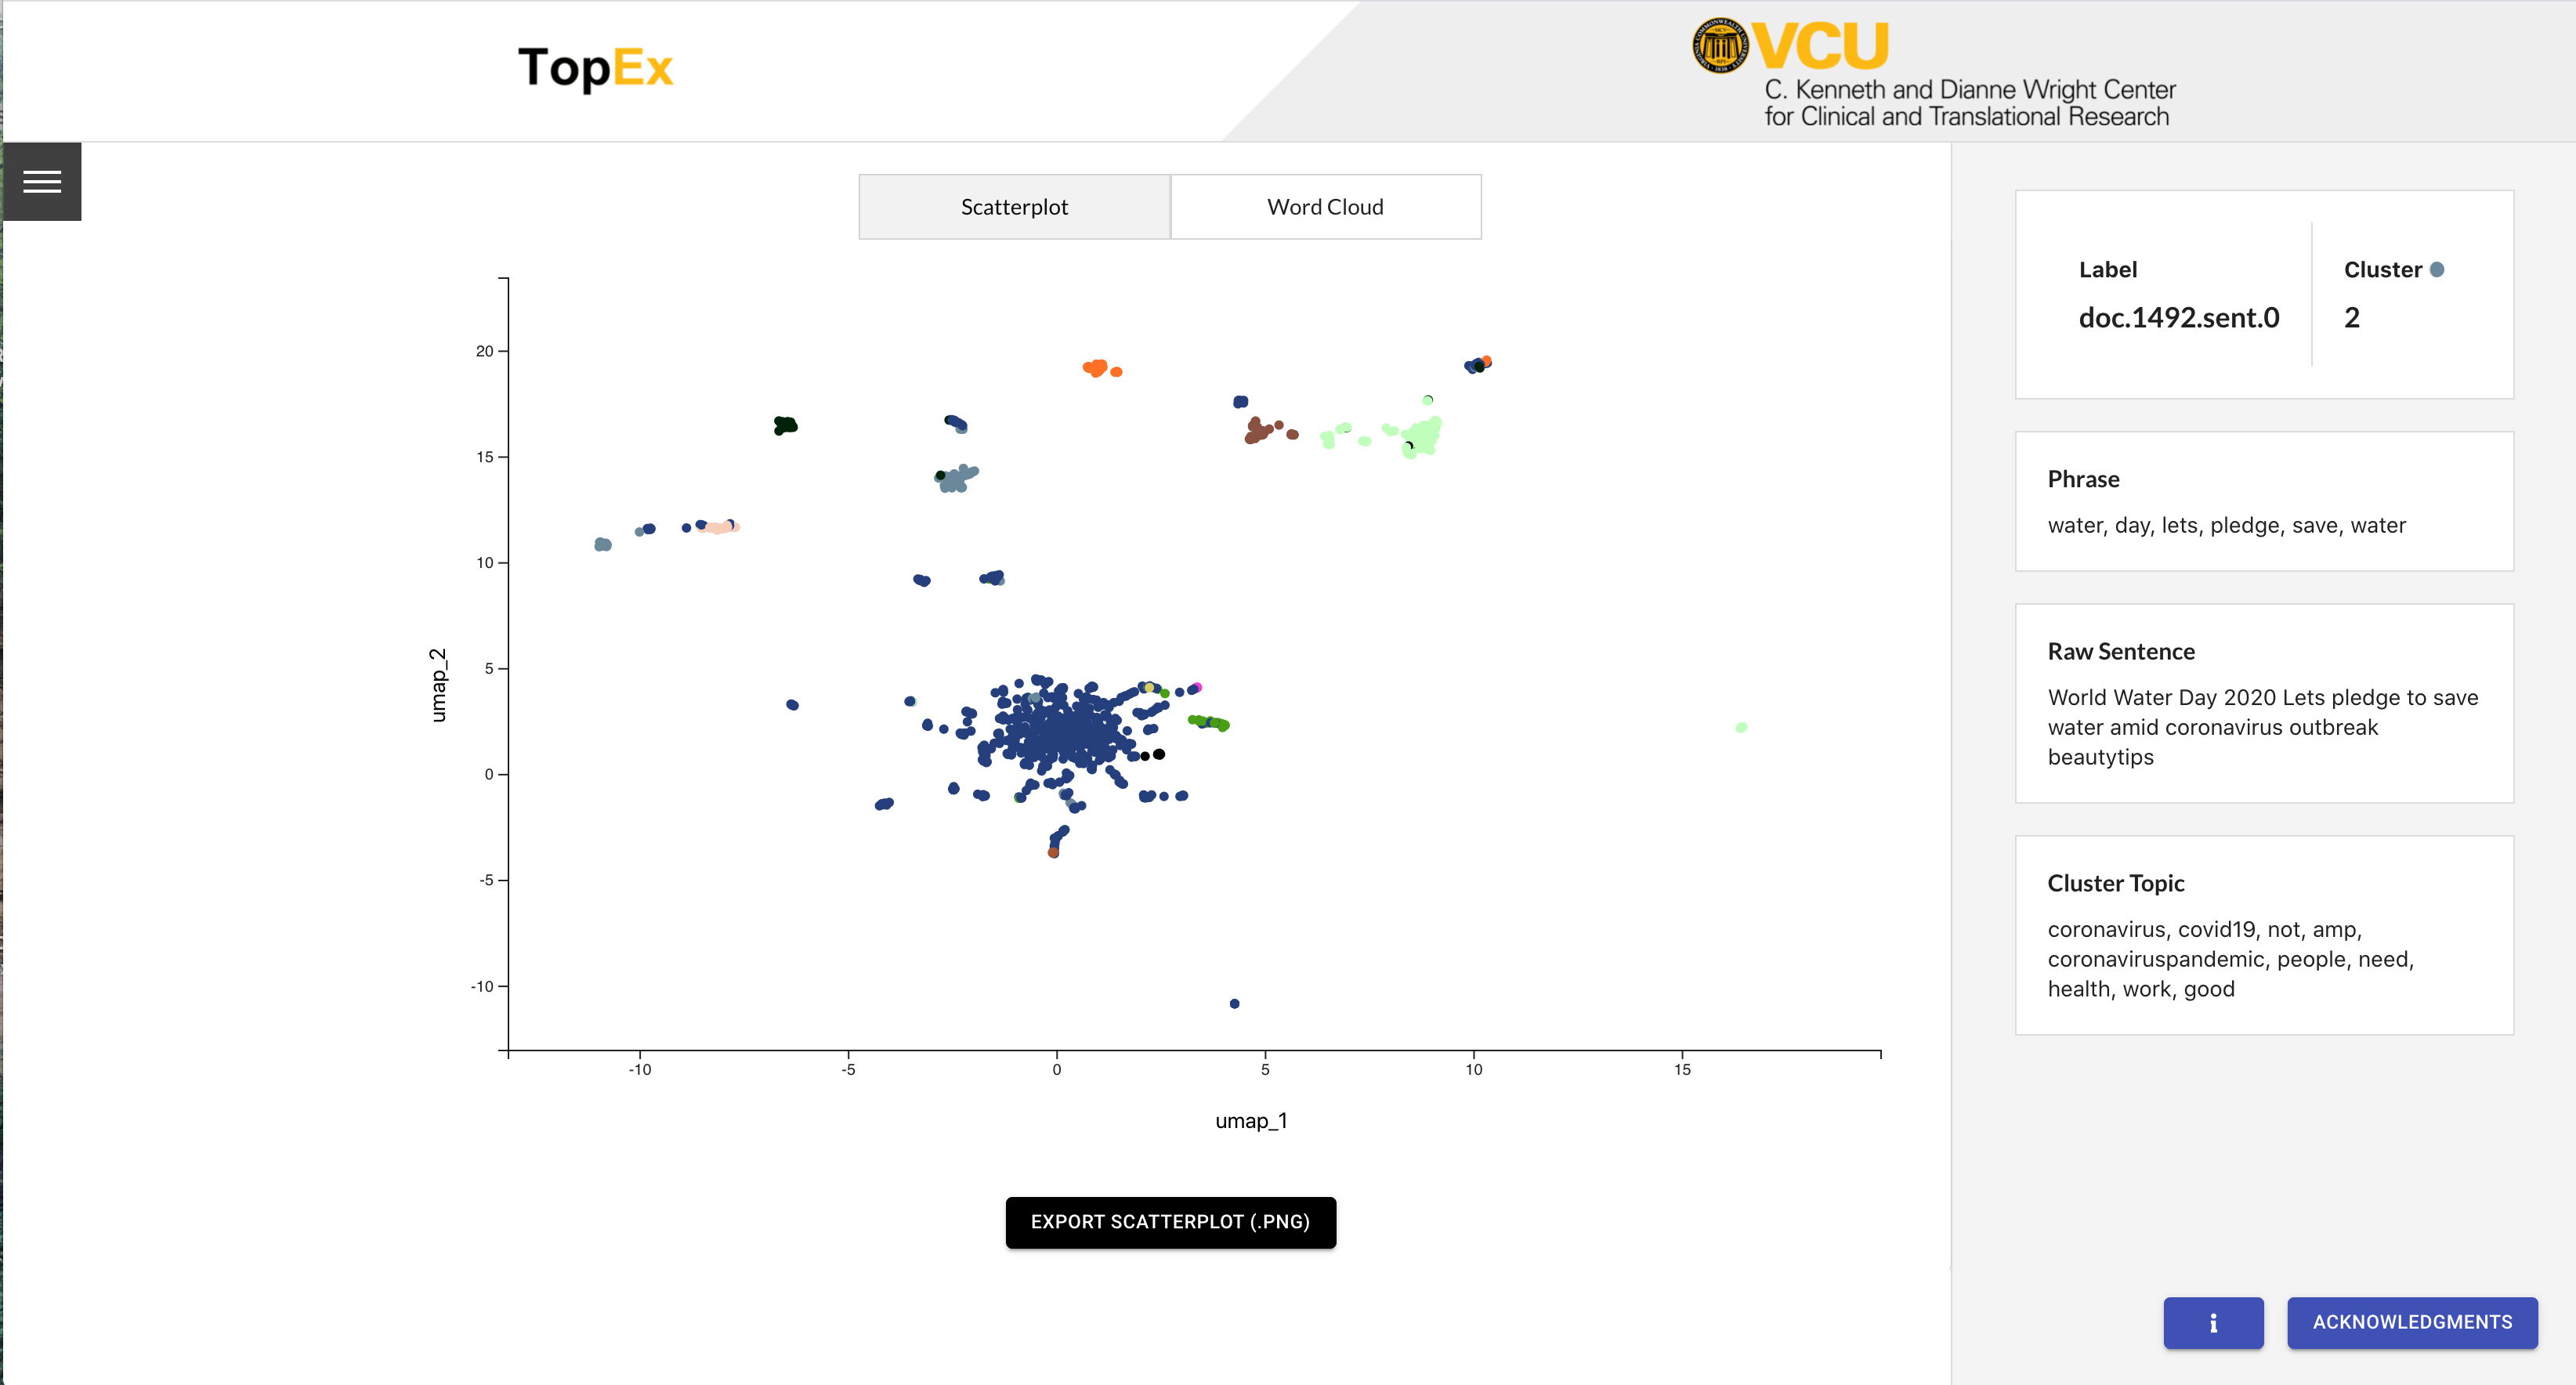 TopEx
VCU
C. Kenneth and Dianne Wright Center
for Clinical and Translational Research
Scatterplot
Word Cloud
20
15
10
5
0
-5
-10
umap_2
-10
-5
0
5
10
15
umap_1
EXPORT SCATTERPLOT (.PNG)
Label
doc.1492.sent.0
Cluster
2
Phrase
water, day, lets, pledge, save, water
Raw Sentence
World Water Day 2020 Lets pledge to save
water amid coronavirus outbreak
beautytips
Cluster Topic
coronavirus, covid19, not, amp,
coronaviruspandemic, people, need,
health, work, good
i
ACKNOWLEDGMENTS